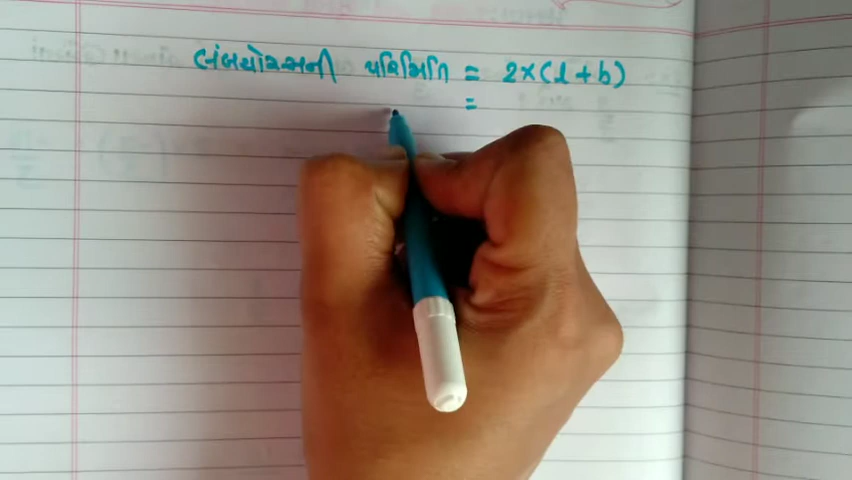 લંબચોરસની પરિમિતિ = 2×(l+b)
=